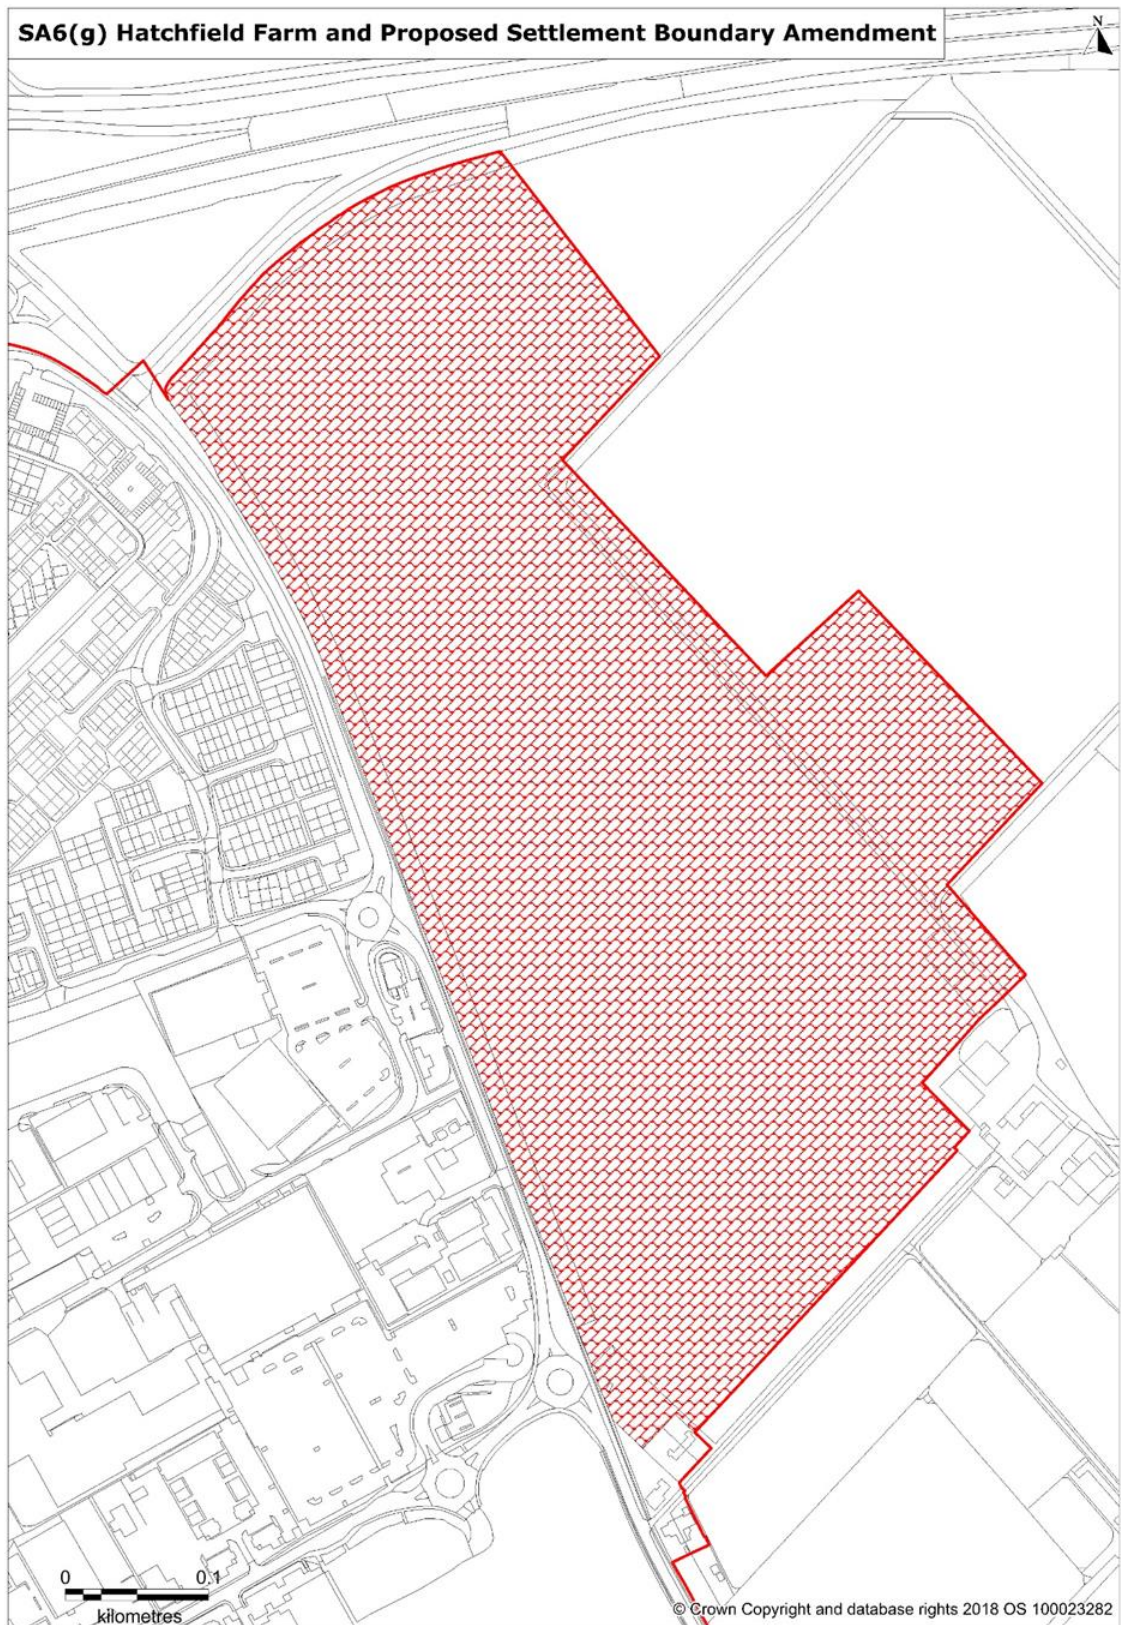 SA6(g) Hatchfield Farm and Proposed Settlement Boundary Amendment
N
0 0.1
kilometres
© Crown Copyright and database rights 2018 OS 100023282